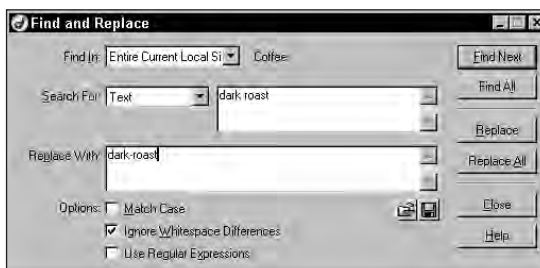 Find and Replace
Find In: Entire Current Local Si Coffee
Find Next
Find All
Search For: Text dark roast
Replace
Replace With: dark-roast
Replace All
Options: Match Case
Close
Ignore Whitespace Differences
Help
Use Regular Expressions